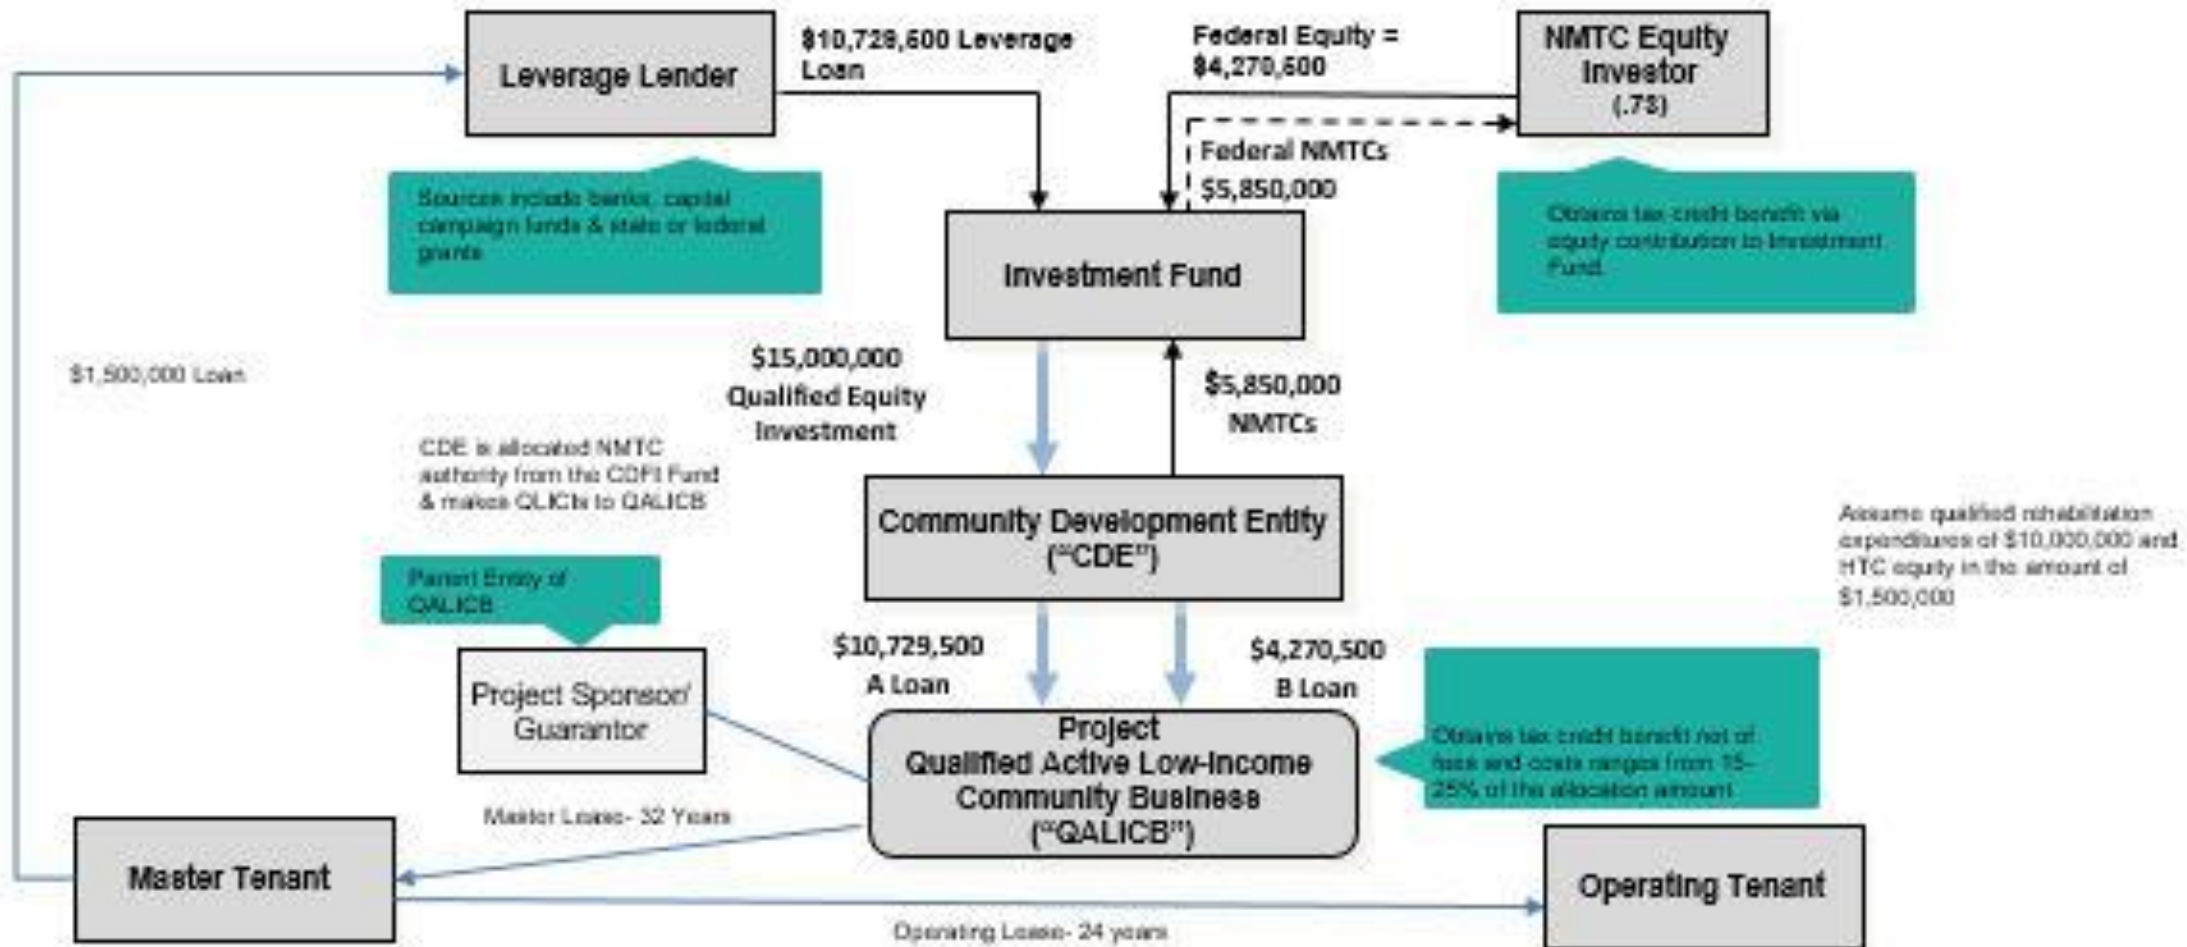 Leverage Lender
$10,729,500 Leverage
Loan
Federal Equity =
$4,270,500
NMTC Equity
Investor
(.73)
Federal NMTCs
$5,850,000
Sources include banks, capital
campaign funds & state or federal
grants
Obtains tax credit benefit via
equity contribution to Investment
Fund.
Investment Fund
$1,500,000 Loan
$15,000,000
Qualified Equity
Investment
$5,850,000
NMTCs
CDE is allocated NMTC
authority from the CDFI Fund
& makes QLICIs to QALICB
Community Development Entity
(“CDE”)
Assume qualified rehabilitation
expenditures of $10,000,000 and
HTC equity in the amount of
$1,500,000
Parent Entity of
QALICB
Project Sponsor/
Guarantor
$10,729,500
A Loan
$4,270,500
B Loan
Project
Qualified Active Low-Income
Community Business
(“QALICB”)
Obtains tax credit benefit net of
fees and costs ranges from 15-
25% of the allocation amount
Master Lease- 32 Years
Master Tenant
Operating Tenant
Operating Lease- 24 years